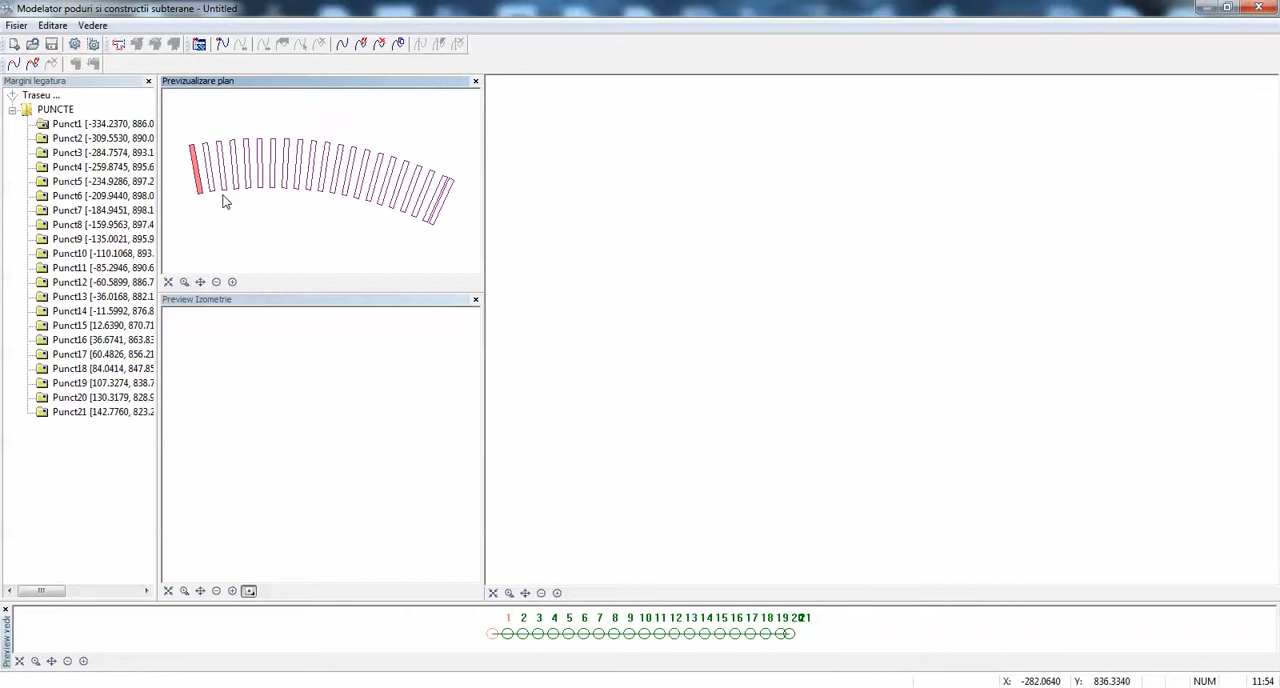 Modelator poduri si constructii subterane - Untitled
Fisier Editare Vedere
Margini legatura
Traseu ...
PUNCTE
Punct1 [-334.2370, 886.0
Punct2 [-309.5530, 890.0
Punct3 [-284.7574, 893.1
Punct4 [-259.8745, 895.6
Punct5 [-234.9286, 897.2
Punct6 [-209.9440, 898.0
Punct7 [-184.9451, 898.1
Punct8 [-159.9563, 897.4
Punct9 [-135.0021, 895.9
Punct10 [-110.1068, 893.
Punct11 [-85.2946, 890.6
Punct12 [-60.5899, 886.7
Punct13 [-36.0168, 882.1
Punct14 [-11.5992, 876.8
Punct15 [12.6390, 870.71
Punct16 [36.6741, 863.83
Punct17 [60.4826, 856.21
Punct18 [84.0414, 847.85
Punct19 [107.3274, 838.7
Punct20 [130.3179, 828.9
Punct21 [142.7760, 823.2
Previzualizare plan
Preview Izometrie
Preview vede
1 2 3 4 5 6 7 8 9 10 11 12 13 14 15 16 17 18 19 20 21
X: -282.0640 Y: 836.3340 NUM 11:54